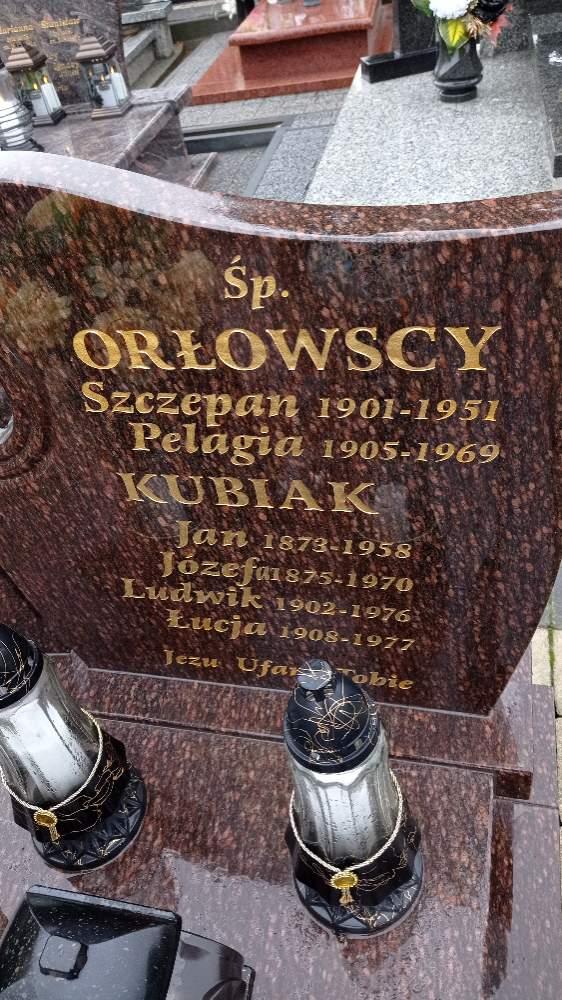 Śp.
ORŁOWSCY
Szczepan 1901-1951
Pelagia 1905-1969
KUBIAK
Jan 1873-1958
Józefa 1875-1970
Ludwik 1902-1976
Łucja 1908-1977
Jezu Ufam Tobie